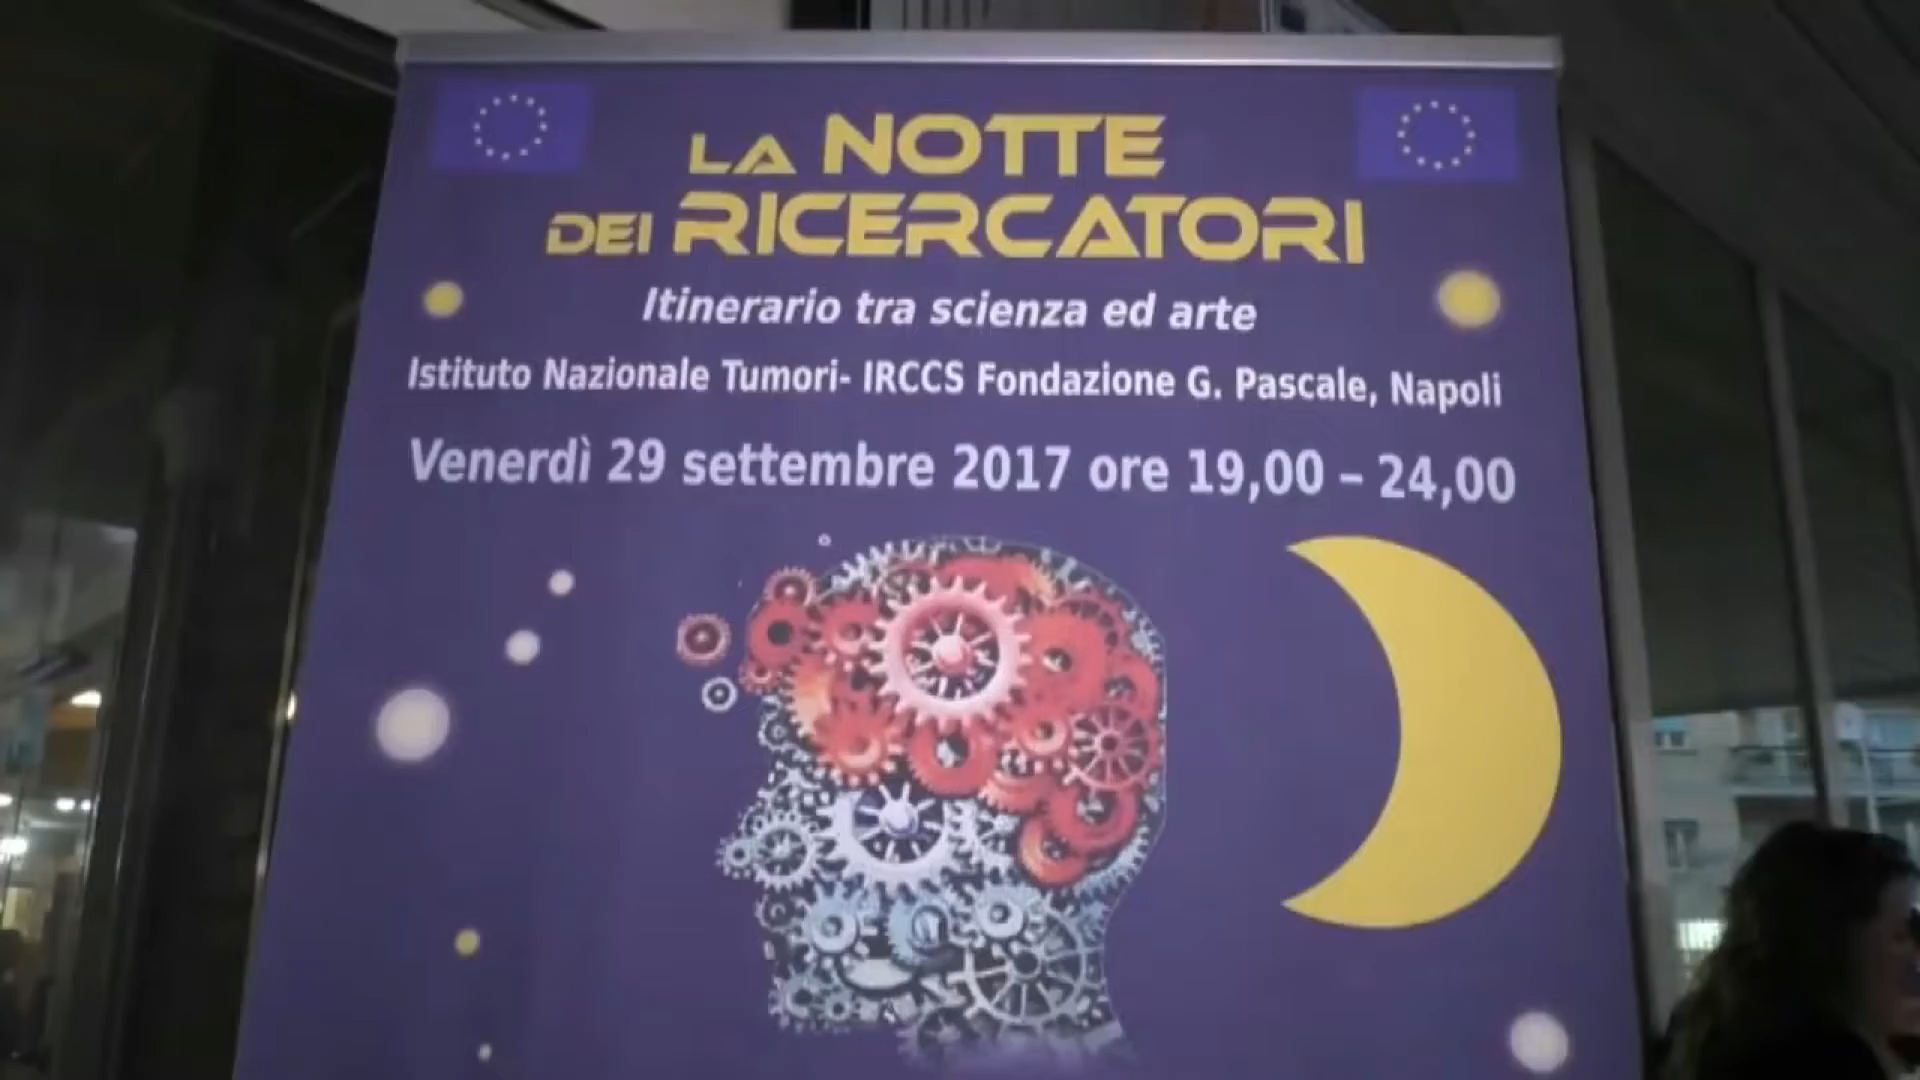 LA NOTTE
DEI RICERCATORI
Itinerario tra scienza ed arte
Istituto Nazionale Tumori- IRCCS Fondazione G. Pascale, Napoli
Venerdì 29 settembre 2017 ore 19,00 – 24,00